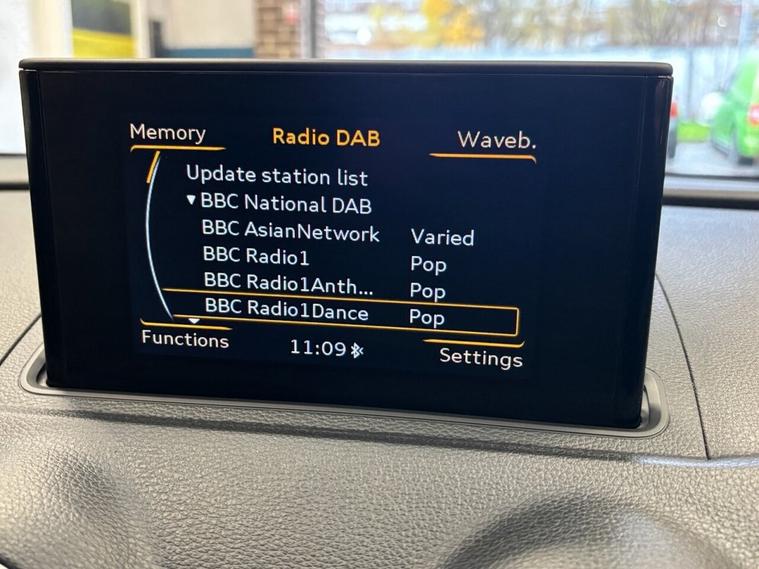 Memory Radio DAB Waveb.
Update station list
BBC National DAB
BBC AsianNetwork Varied
BBC Radio1 Pop
BBC Radio1Anth... Pop
BBC Radio1Dance Pop
Functions 11:09 Settings